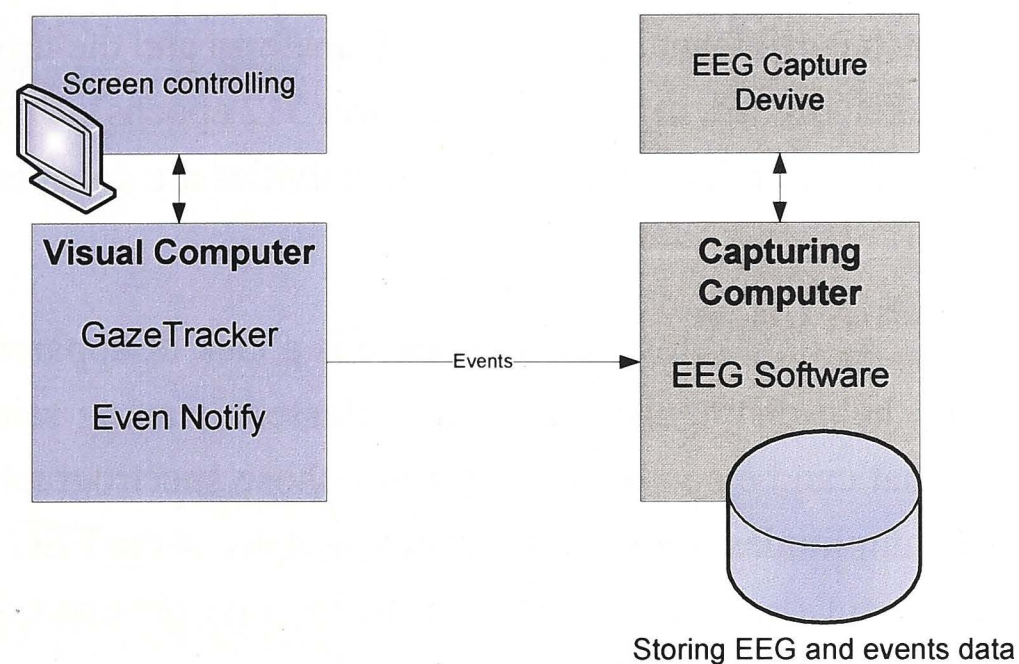 Screen controlling
EEG Capture
Devive
Visual Computer
GazeTracker
Even Notify
Events
Capturing
Computer
EEG Software
Storing EEG and events data